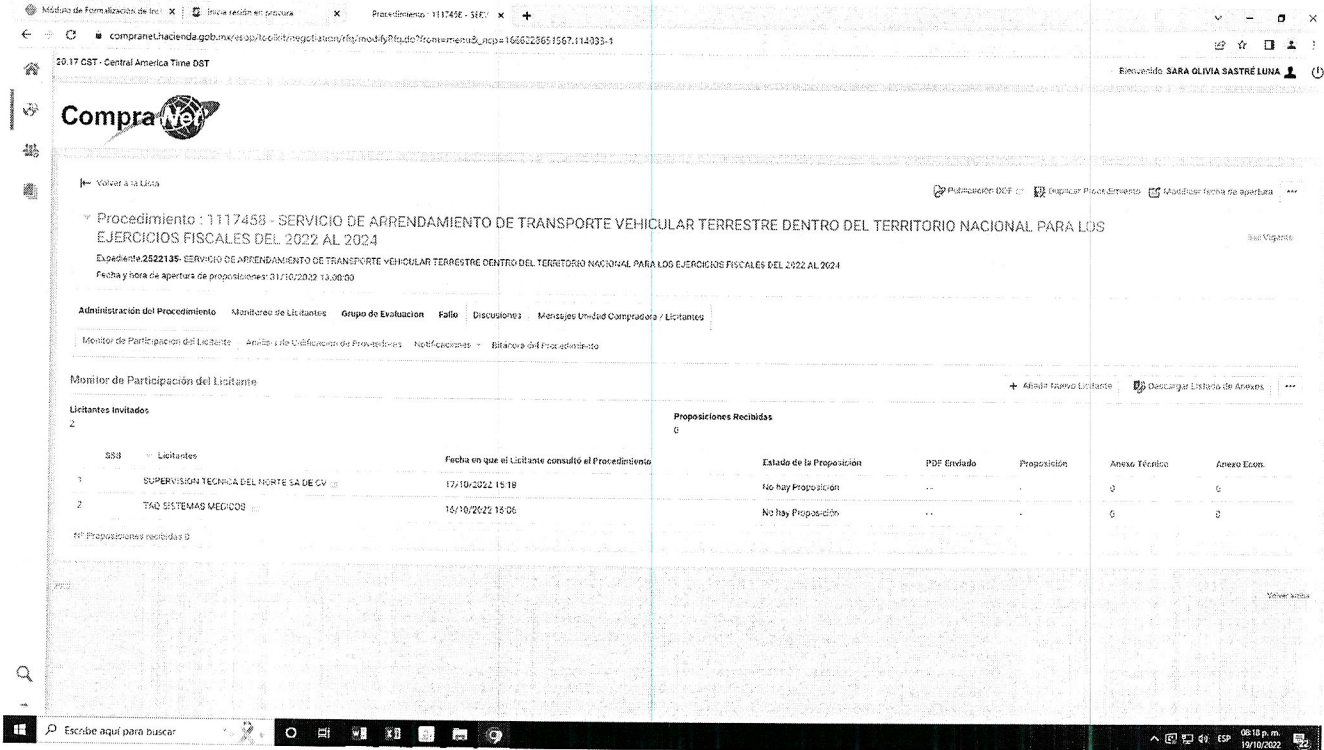 Módulo de Formalización de Ins
Inicia sesión en procura
Procedimiento : 1117458 - SERV
compranet.hacienda.gob.mx/esop/toolkit/negotiation/rfq/modifyRfq.do?from=menu&_ncp=1666228651567.114033-1
20.17 CST - Central America Time DST
Bienvenido SARA OLIVIA SASTRÉ LUNA
CompraNet
Volver a la Lista
Publicación DOF
Duplicar Procedimiento
Modificar fecha de apertura
Procedimiento : 1117458 - SERVICIO DE ARRENDAMIENTO DE TRANSPORTE VEHICULAR TERRESTRE DENTRO DEL TERRITORIO NACIONAL PARA LOS
EJERCICIOS FISCALES DEL 2022 AL 2024
Vigente
Expediente:2522135- SERVICIO DE ARRENDAMIENTO DE TRANSPORTE VEHICULAR TERRESTRE DENTRO DEL TERRITORIO NACIONAL PARA LOS EJERCICIOS FISCALES DEL 2022 AL 2024
Fecha y hora de apertura de proposiciones: 31/10/2022 10:00:00
Administración del Procedimiento
Monitoreo de Licitantes
Grupo de Evaluación
Fallo
Discusiones
Mensajes Unidad Compradora / Licitantes
Monitor de Participación del Licitante
Análisis de Calificación de Proveedores
Notificaciones
Bitácora del Procedimiento
Monitor de Participación del Licitante
+ Añadir Nuevo Licitante
Descargar Listado de Anexos
Licitantes Invitados
2
Proposiciones Recibidas
0
Licitantes
Fecha en que el Licitante consultó el Procedimiento
Estado de la Proposición
PDF Enviado
Proposición
Anexo Técnico
Anexo Econ.
1
SUPERVISION TECNICA DEL NORTE SA DE CV
17/10/2022 15:18
No hay Proposición
--
-
0
0
2
TAQ SISTEMAS MEDICOS
No hay Proposición
--
-
0
0
N° Proposiciones recibidas 0
Volver arriba
Escribe aquí para buscar
ESP
08:18 p. m.
19/10/2022
22